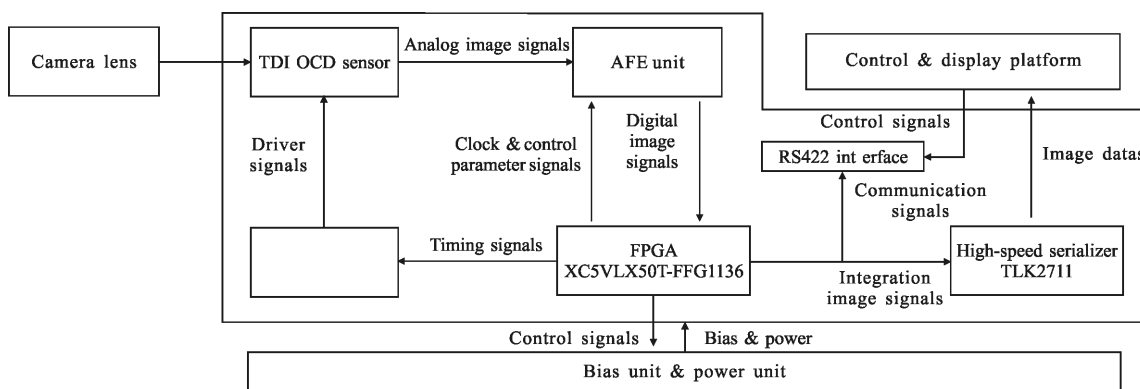 Camera lens
TDI OCD sensor
Analog image signals
AFE unit
Control & display platform
Driver
signals
Clock & control
parameter signals
Digital
image
signals
Control signals
RS422 int erface
Image datas
Communication
signals
Timing signals
FPGA
XC5VLX50T-FFG1136
Integration
image signals
High-speed serializer
TLK2711
Control signals
Bias & power
Bias unit & power unit